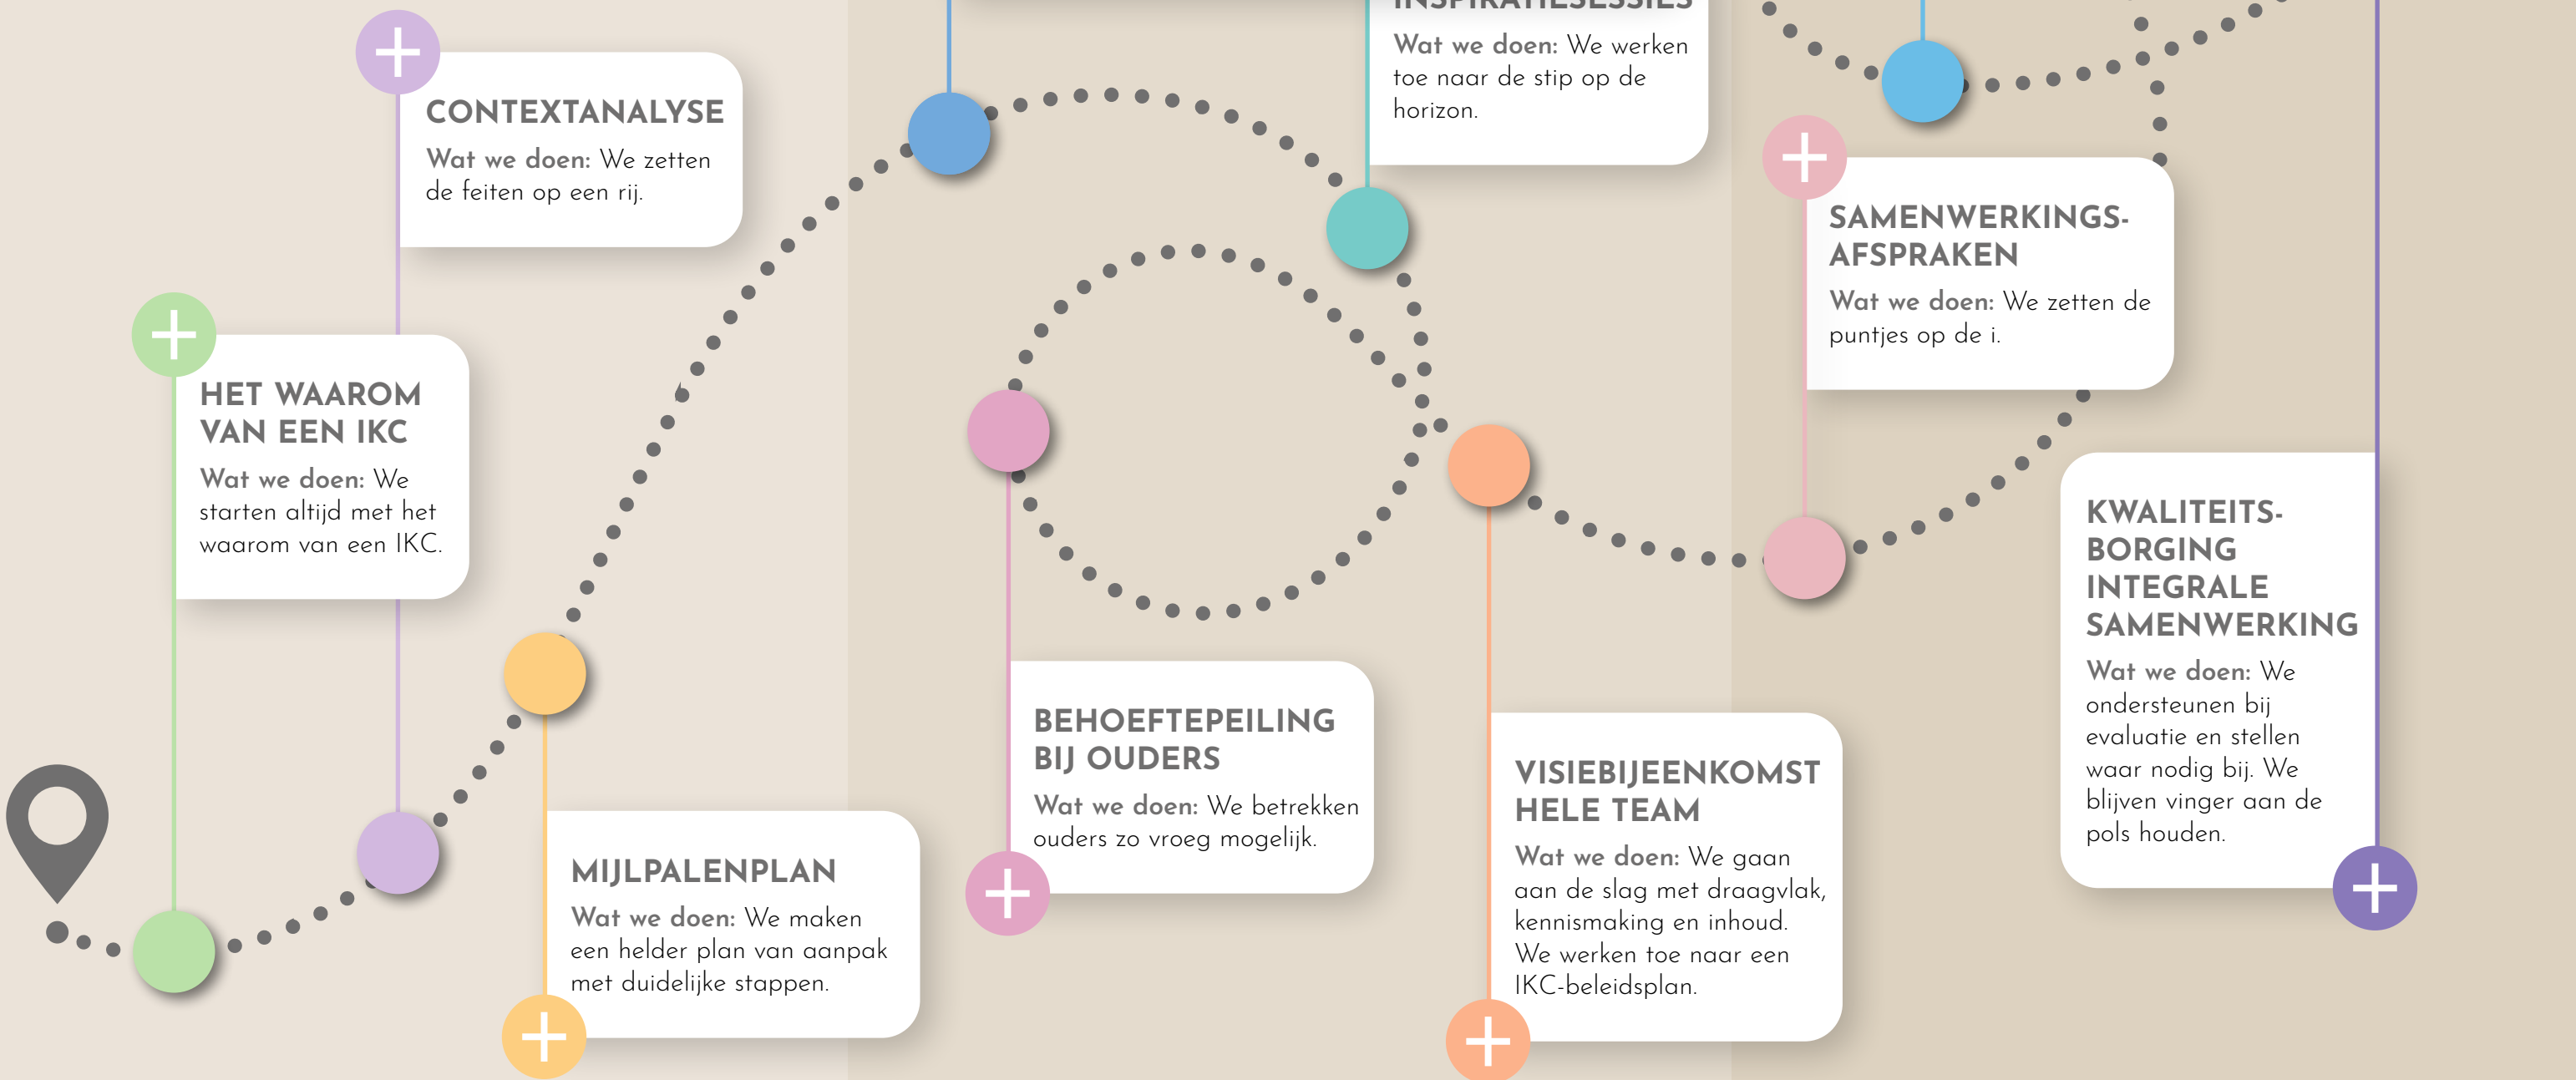 CONTEXTANALYSE
Wat we doen: We zetten
de feiten op een rij.
HET WAAROM
VAN EEN IKC
Wat we doen: We
starten altijd met het
waarom van een IKC.
MIJLPALENPLAN
Wat we doen: We maken
een helder plan van aanpak
met duidelijke stappen.
INSPIRATIESESSIES
Wat we doen: We werken
toe naar de stip op de
horizon.
BEHOEFTEPEILING
BIJ OUDERS
Wat we doen: We betrekken
ouders zo vroeg mogelijk.
VISIEBIJEENKOMST
HELE TEAM
Wat we doen: We gaan
aan de slag met draagvlak,
kennismaking en inhoud.
We werken toe naar een
IKC-beleidsplan.
SAMENWERKINGS-
AFSPRAKEN
Wat we doen: We zetten de
puntjes op de i.
KWALITEITS-
BORGING
INTEGRALE
SAMENWERKING
Wat we doen: We
ondersteunen bij
evaluatie en stellen
waar nodig bij. We
blijven vinger aan de
pols houden.